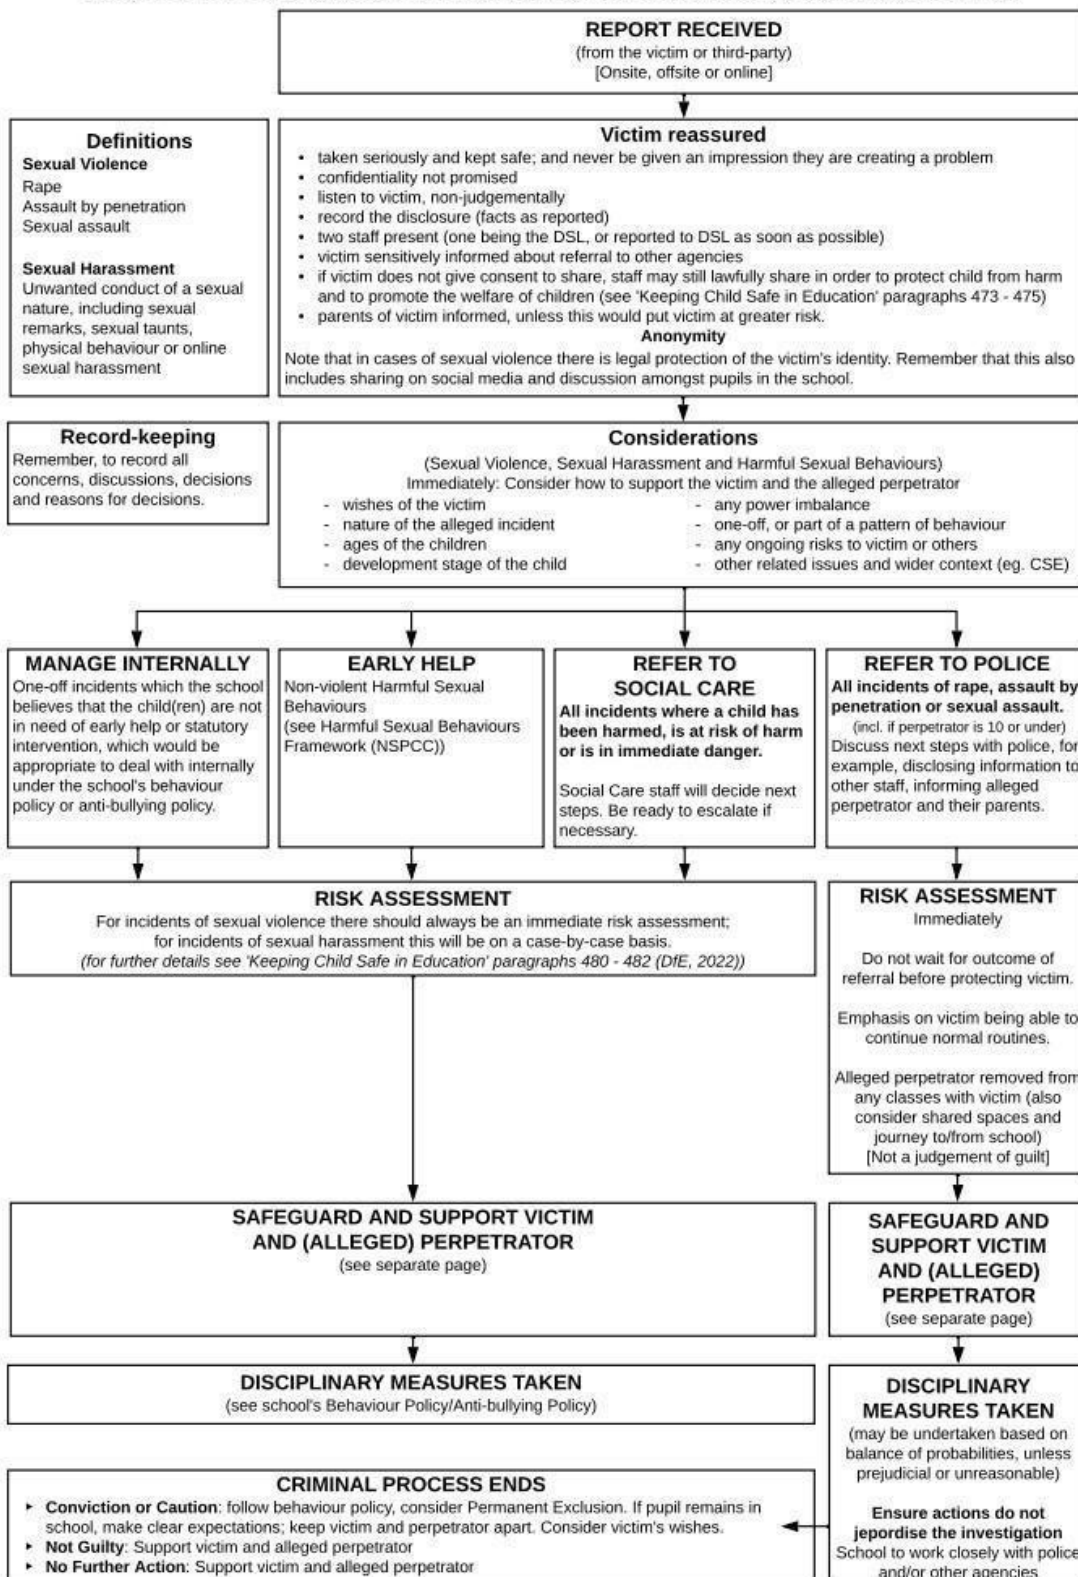 REPORT RECEIVED
(from the victim or third-party)
[Onsite, offsite or online]
Definitions
Sexual Violence
Rape
Assault by penetration
Sexual assault
Sexual Harassment
Unwanted conduct of a sexual
nature, including sexual
remarks, sexual taunts,
physical behaviour or online
sexual harassment
Victim reassured
• taken seriously and kept safe; and never be given an impression they are creating a problem
• confidentiality not promised
• listen to victim, non-judgementally
• record the disclosure (facts as reported)
• two staff present (one being the DSL, or reported to DSL as soon as possible)
• victim sensitively informed about referral to other agencies
• if victim does not give consent to share, staff may still lawfully share in order to protect child from harm
and to promote the welfare of children (see 'Keeping Child Safe in Education' paragraphs 473 - 475)
• parents of victim informed, unless this would put victim at greater risk.
Anonymity
Note that in cases of sexual violence there is legal protection of the victim's identity. Remember that this also
includes sharing on social media and discussion amongst pupils in the school.
Record-keeping
Remember, to record all
concerns, discussions, decisions
and reasons for decisions.
Considerations
(Sexual Violence, Sexual Harassment and Harmful Sexual Behaviours)
Immediately: Consider how to support the victim and the alleged perpetrator
- wishes of the victim
- nature of the alleged incident
- ages of the children
- development stage of the child
- any power imbalance
- one-off, or part of a pattern of behaviour
- any ongoing risks to victim or others
- other related issues and wider context (eg. CSE)
MANAGE INTERNALLY
One-off incidents which the school
believes that the child(ren) are not
in need of early help or statutory
intervention, which would be
appropriate to deal with internally
under the school's behaviour
policy or anti-bullying policy.
EARLY HELP
Non-violent Harmful Sexual
Behaviours
(see Harmful Sexual Behaviours
Framework (NSPCC))
REFER TO
SOCIAL CARE
All incidents where a child has
been harmed, is at risk of harm
or is in immediate danger.
Social Care staff will decide next
steps. Be ready to escalate if
necessary.
REFER TO POLICE
All incidents of rape, assault by
penetration or sexual assault.
(incl. if perpetrator is 10 or under)
Discuss next steps with police, for
example, disclosing information to
other staff, informing alleged
perpetrator and their parents.
RISK ASSESSMENT
For incidents of sexual violence there should always be an immediate risk assessment;
for incidents of sexual harassment this will be on a case-by-case basis.
(for further details see 'Keeping Child Safe in Education' paragraphs 480 - 482 (DfE, 2022))
RISK ASSESSMENT
Immediately
Do not wait for outcome of
referral before protecting victim.
Emphasis on victim being able to
continue normal routines.
Alleged perpetrator removed from
any classes with victim (also
consider shared spaces and
journey to/from school)
[Not a judgement of guilt]
SAFEGUARD AND SUPPORT VICTIM
AND (ALLEGED) PERPETRATOR
(see separate page)
SAFEGUARD AND
SUPPORT VICTIM
AND (ALLEGED)
PERPETRATOR
(see separate page)
DISCIPLINARY MEASURES TAKEN
(see school's Behaviour Policy/Anti-bullying Policy)
DISCIPLINARY
MEASURES TAKEN
(may be undertaken based on
balance of probabilities, unless
prejudicial or unreasonable)
Ensure actions do not
jepordise the investigation
School to work closely with police
and/or other agencies
CRIMINAL PROCESS ENDS
▸ Conviction or Caution: follow behaviour policy, consider Permanent Exclusion. If pupil remains in
school, make clear expectations; keep victim and perpetrator apart. Consider victim's wishes.
▸ Not Guilty: Support victim and alleged perpetrator
▸ No Further Action: Support victim and alleged perpetrator